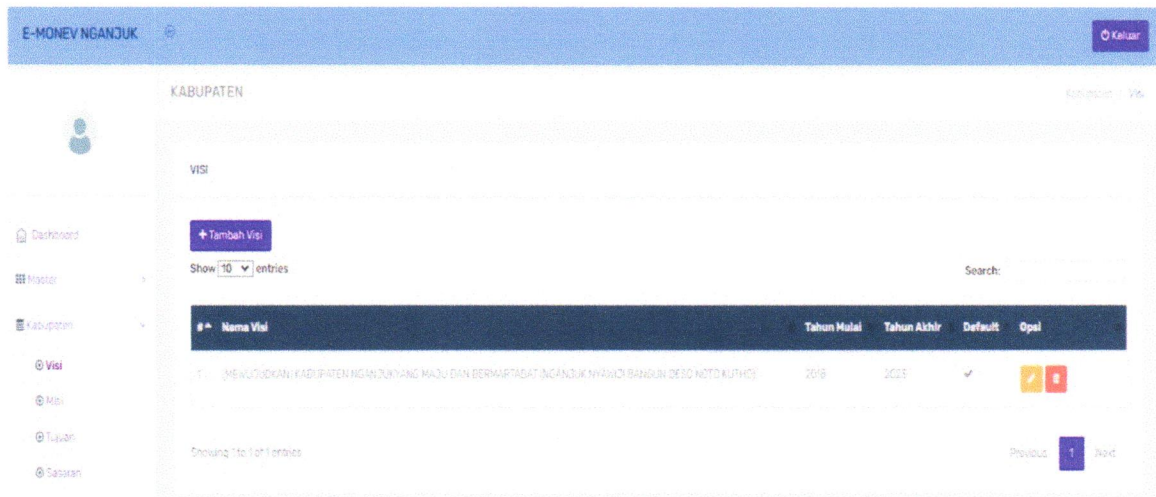 E-MONEV NGANJUK
Keluar
KABUPATEN
Kabupaten / Visi
VISI
Dashboard
+ Tambah Visi
Show 10 entries
Search:
Master
Kabupaten
# Nama Visi Tahun Mulai Tahun Akhir Default Opsi
Visi
1 (MEWUJUDKAN) KABUPATEN NGANJUK YANG MAJU DAN BERMARTABAT (NGANJUK NYAWIJI BANGUN DESO NOTO KUTHO) 2018 2023
Misi
Tujuan
Showing 1 to 1 of 1 entries
Previous 1 Next
Sasaran